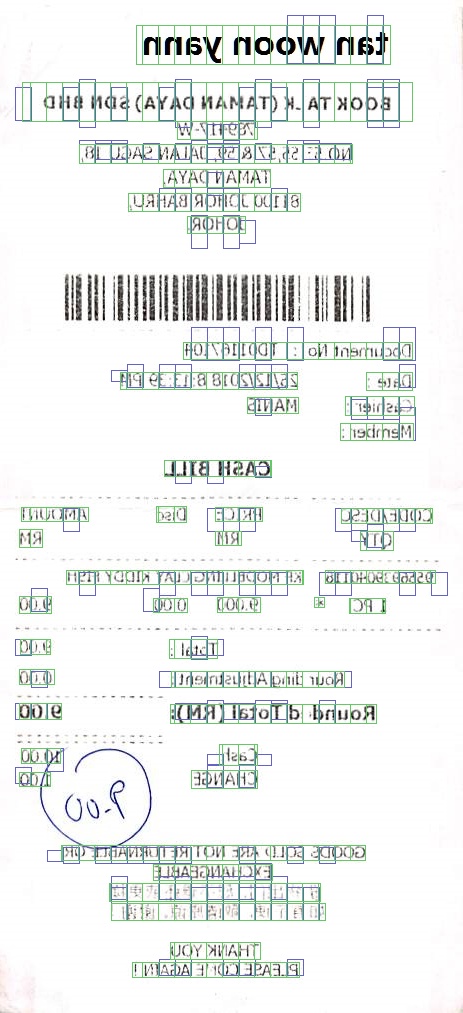 tan woon yann
BOOK TA.K (TAMAN DAYA) SDN BHD
789417-W
NO.53 55,57 & 59, JALAN SAGU 18,
TAMAN DAYA,
81100 JOHOR BAHRU,
JOHOR.
Document No : TD01167104
Date : 25/12/2018 8:13:39 PM
Cashier : MANIS
Member :
CASH BILL
CODE/DESC PRICE Disc AMOUNT
QTY RM RM
9556939040118 KF MODELLING CLAY KIDDY FISH
1 PC * 9.000 0.00 9.00
Total : 9.00
Rounding Adjustment : 0.00
Round d Total (RM): 9.00
Cash 10.00
CHANGE 1.00
9-00
GOODS SOLD ARE NOT RETURNABLE OR
EXCHANGEABLE
THANK YOU
PLEASE COME AGAIN !